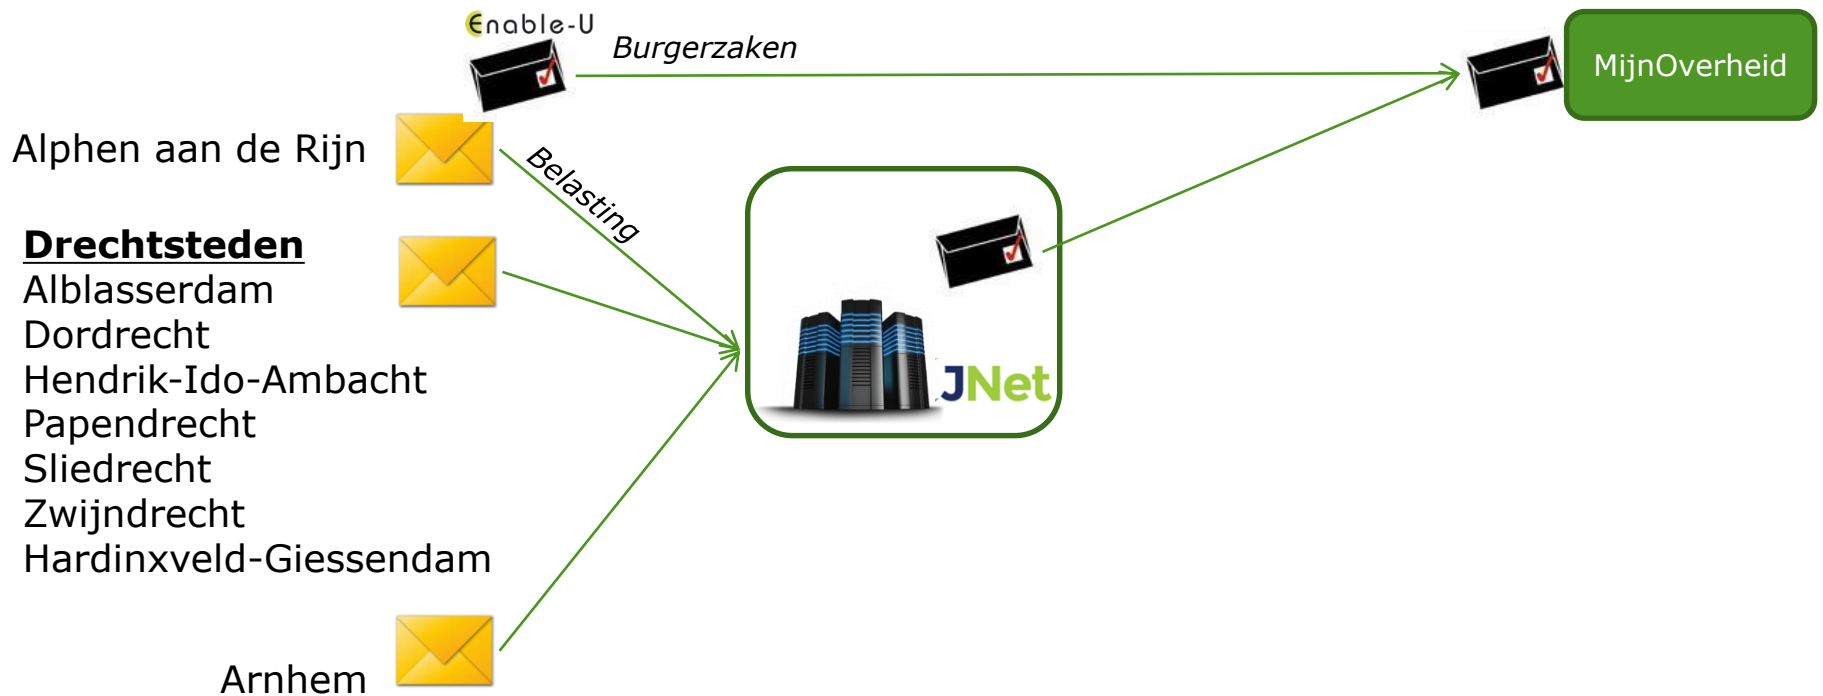 Enable-U
Burgerzaken
MijnOverheid
Alphen aan de Rijn
Belasting
Drechtsteden
Alblasserdam
Dordrecht
Hendrik-Ido-Ambacht
Papendrecht
Sliedrecht
Zwijndrecht
Hardinxveld-Giessendam
JNet
Arnhem